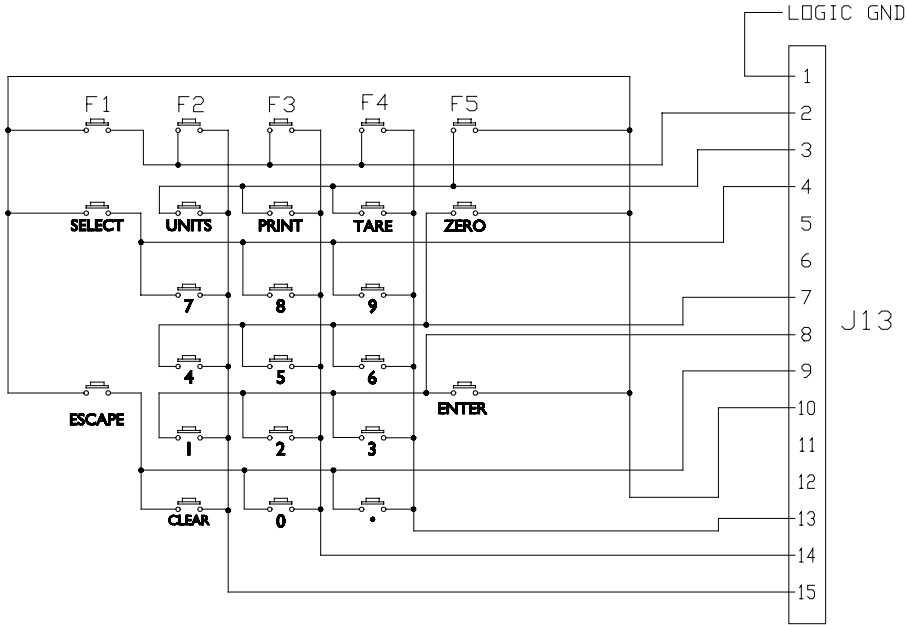 LOGIC GND
1
F1 F2 F3 F4 F5
2
3
4
SELECT UNITS PRINT TARE ZERO
5
6
7 8 9
7
J13
8
4 5 6
9
ENTER
10
ESCAPE
1 2 3
11
12
CLEAR 0 .
13
14
15